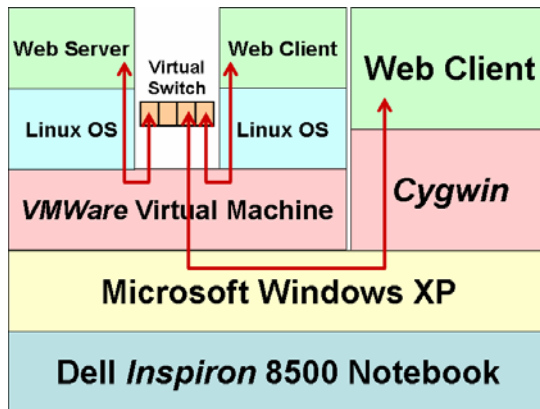 Web Server
Virtual
Switch
Web Client
Web Client
Linux OS
Linux OS
VMWare Virtual Machine
Cygwin
Microsoft Windows XP
Dell Inspiron 8500 Notebook